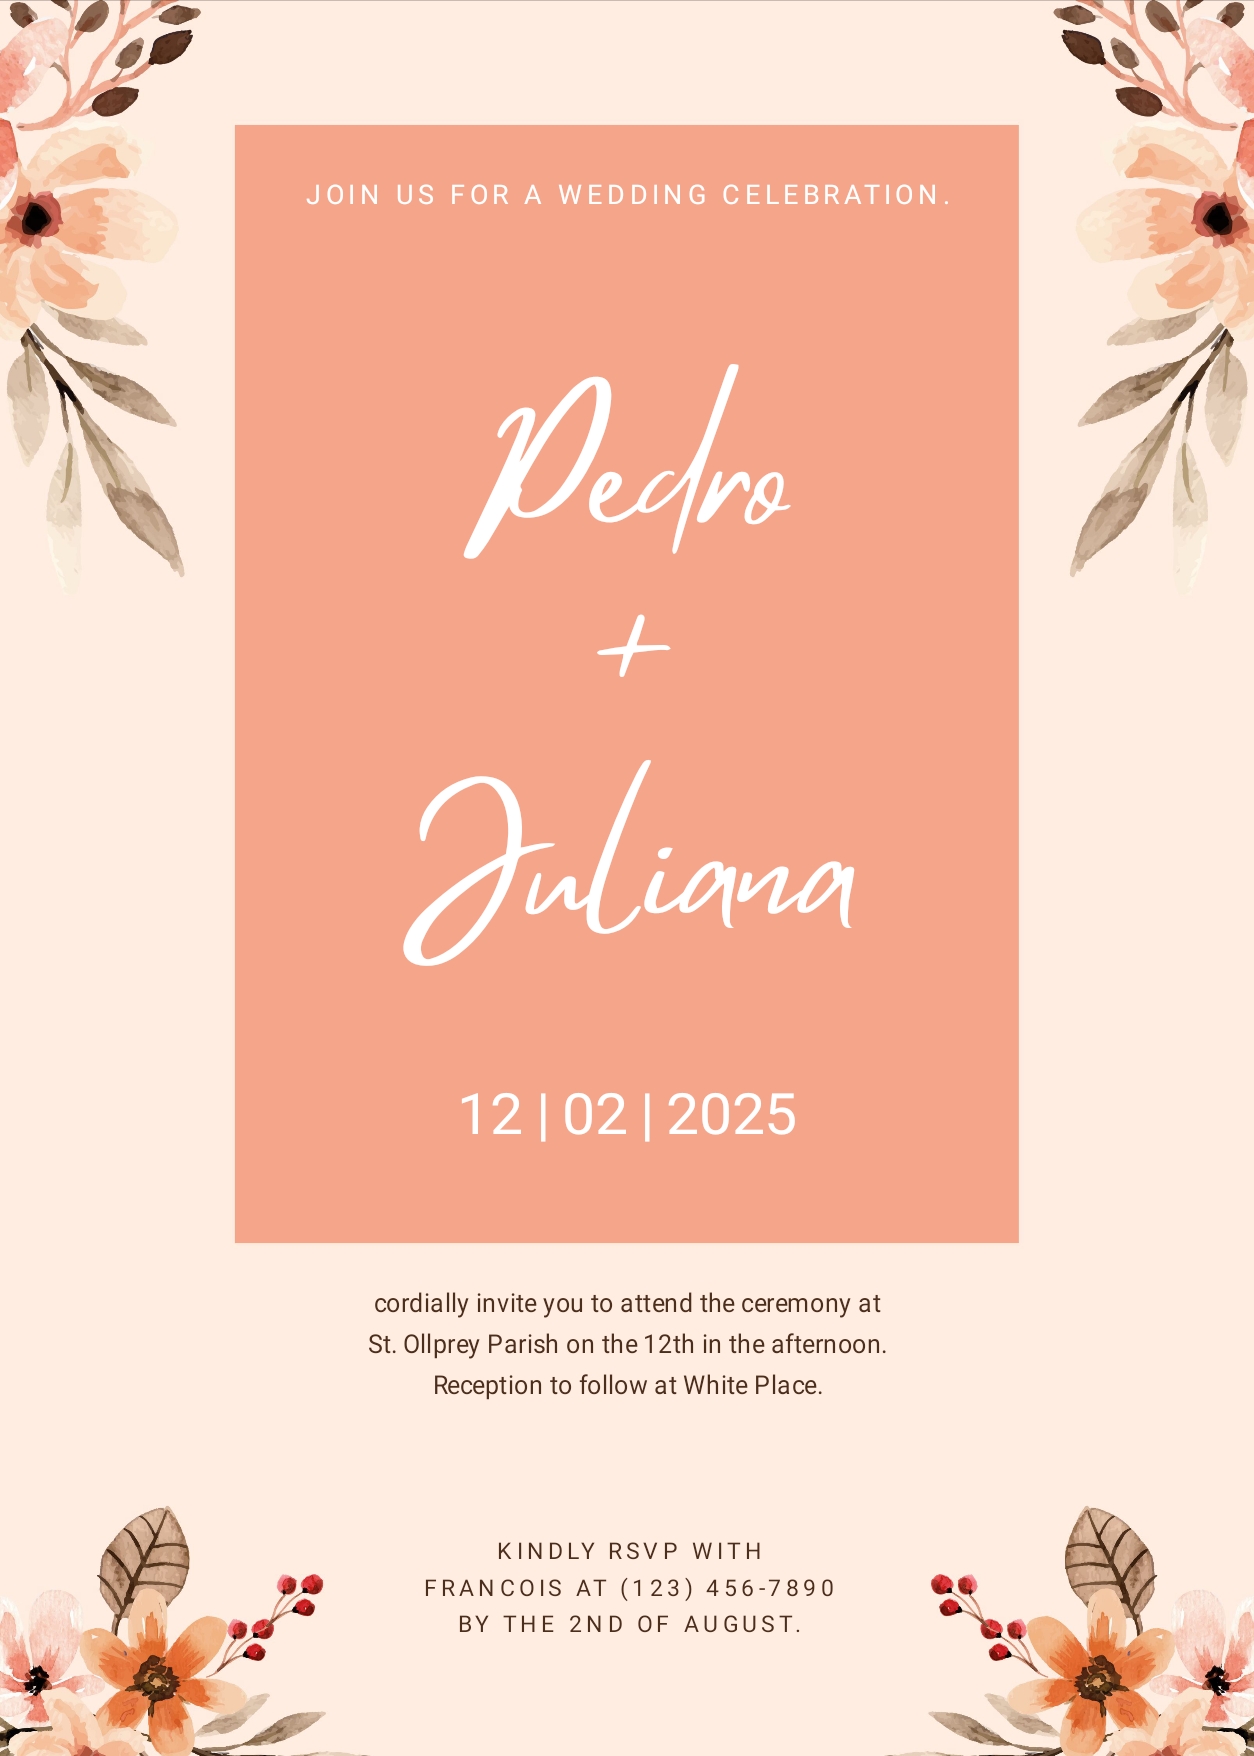 JOIN US FOR A WEDDING CELEBRATION.
Pedro
+
Juliana
12 | 02 | 2025
cordially invite you to attend the ceremony at
St. Ollprey Parish on the 12th in the afternoon.
Reception to follow at White Place.
KINDLY RSVP WITH
FRANCOIS AT (123) 456-7890
BY THE 2ND OF AUGUST.